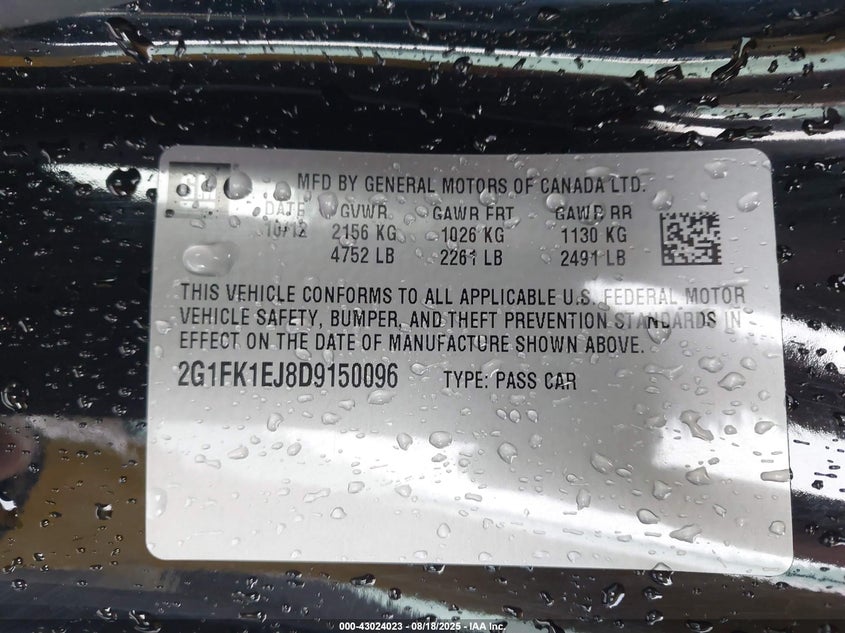 GM
MFD BY GENERAL MOTORS OF CANADA LTD.
DATE GVWR GAWR FRT GAWR RR
10/12 2156 KG 1026 KG 1130 KG
4752 LB 2261 LB 2491 LB
THIS VEHICLE CONFORMS TO ALL APPLICABLE U.S. FEDERAL MOTOR
VEHICLE SAFETY, BUMPER, AND THEFT PREVENTION STANDARDS IN
EFFECT ON THE DATE OF MANUFACTURE SHOWN ABOVE.
2G1FK1EJ8D9150096 TYPE: PASS CAR
000-43024023 - 08/18/2025 - IAA Inc.